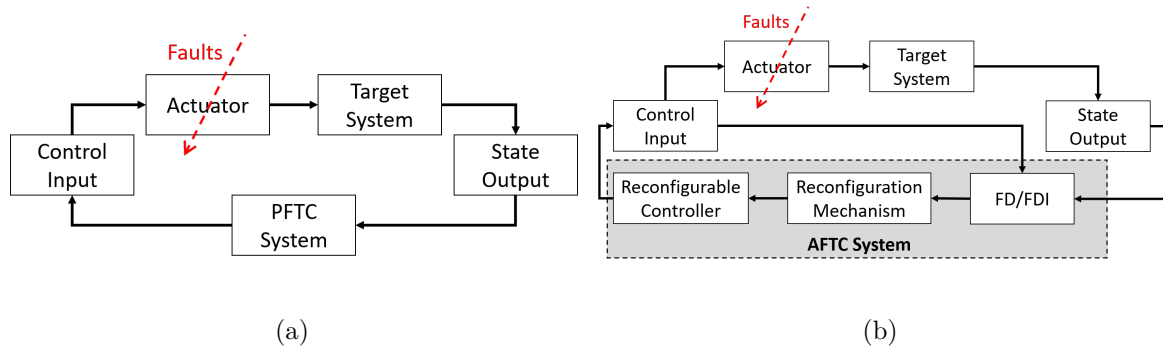 Faults
Actuator
Target
System
Control
Input
State
Output
PFTC
System
(a)
Faults
Actuator
Target
System
Control
Input
State
Output
Reconfigurable
Controller
Reconfiguration
Mechanism
FD/FDI
AFTC System
(b)